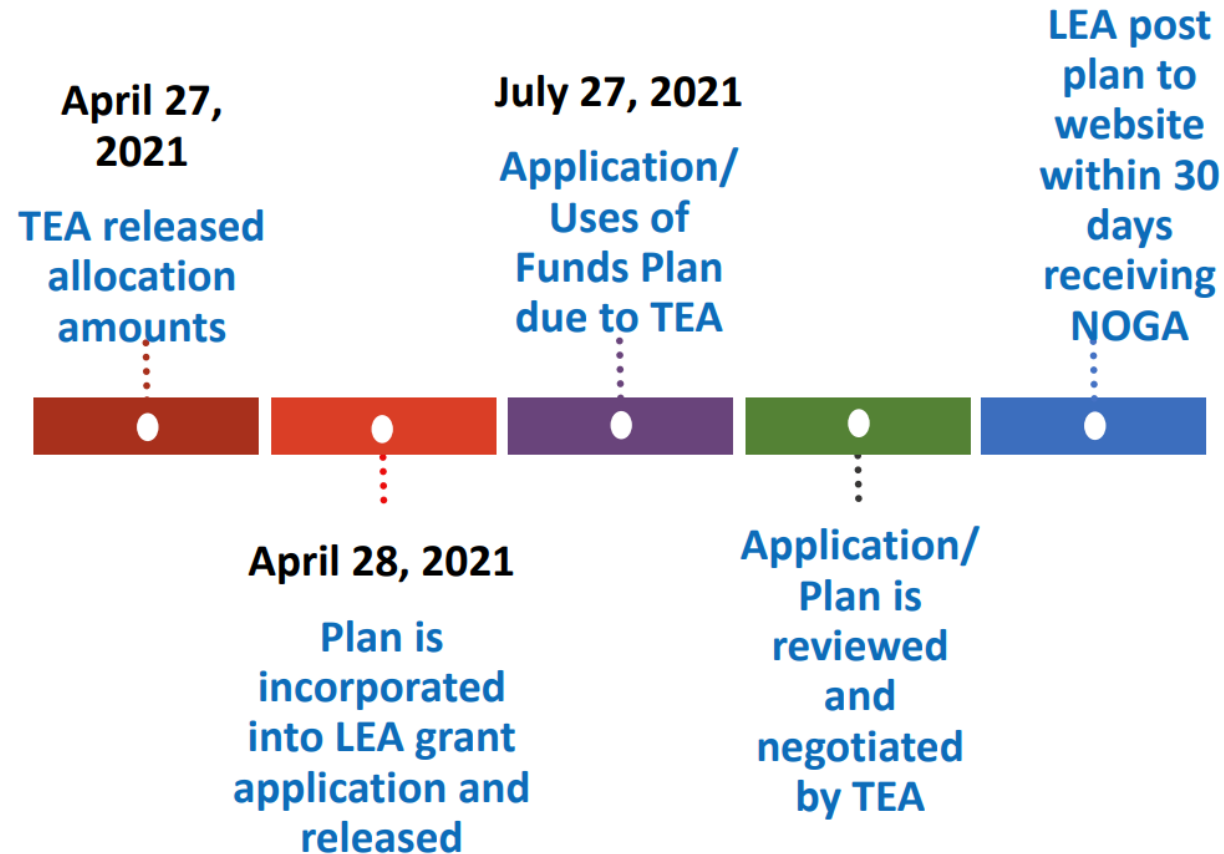 April 27,
2021
TEA released
allocation
amounts
April 28, 2021
Plan is
incorporated
into LEA grant
application and
released
July 27, 2021
Application/
Uses of
Funds Plan
due to TEA
Application/
Plan is
reviewed
and
negotiated
by TEA
LEA post
plan to
website
within 30
days
receiving
NOGA